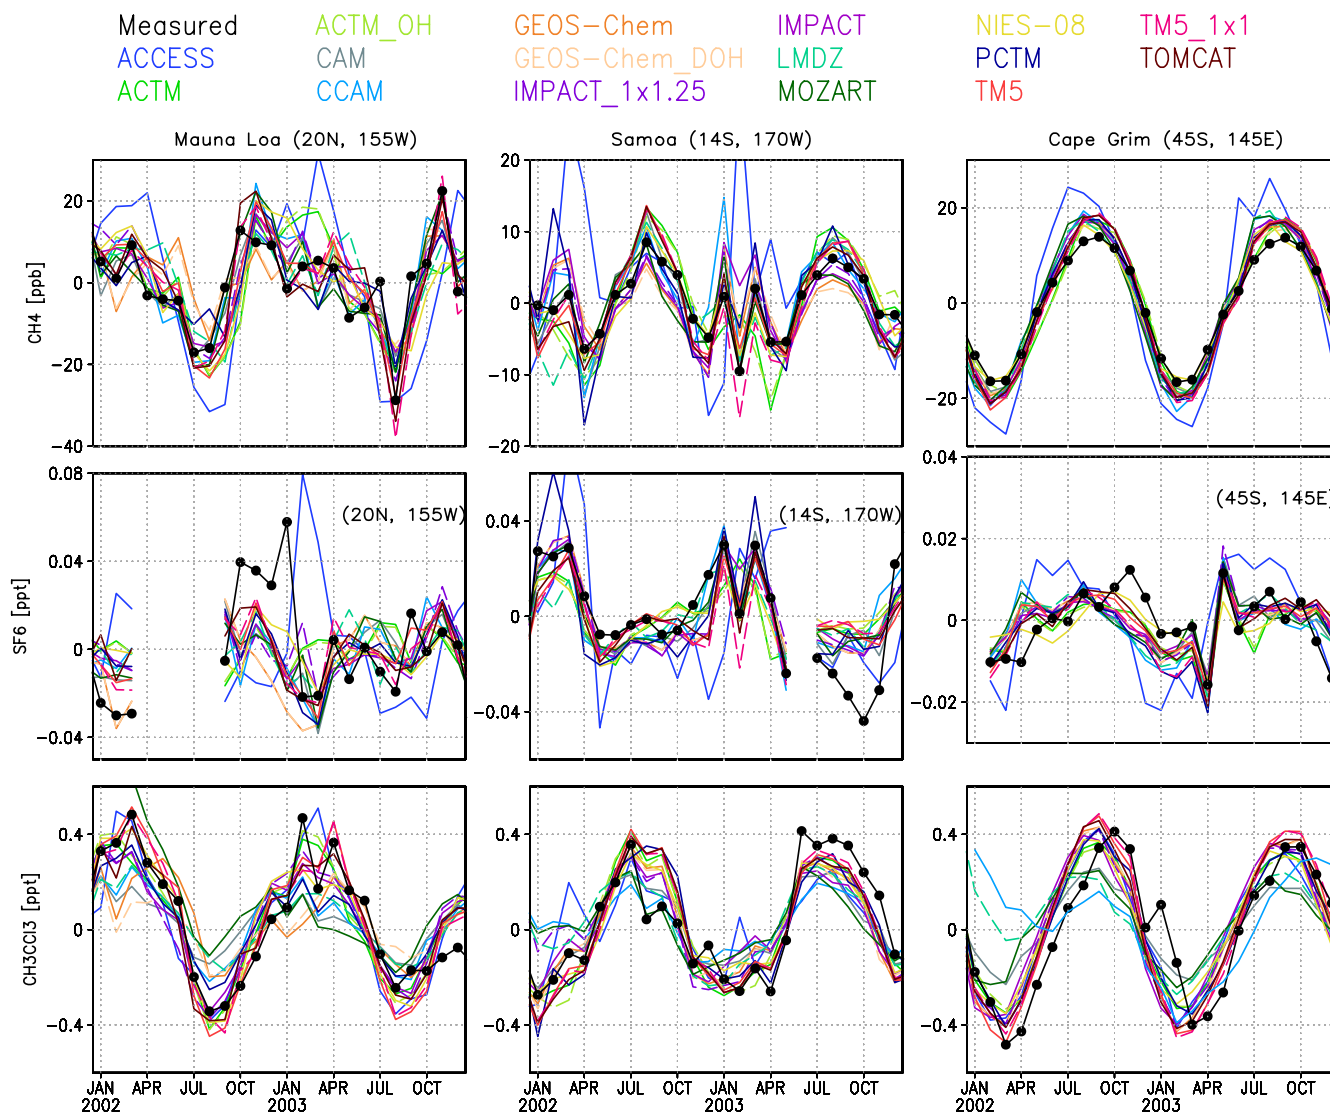 Measured ACTM_OH GEOS-Chem IMPACT NIES-08 TM5_1x1
ACCESS CAM GEOS-Chem_DOH LMDZ PCTM TOMCAT
ACTM CCAM IMPACT_1x1.25 MOZART TM5
Mauna Loa (20N, 155W) Samoa (14S, 170W) Cape Grim (45S, 145E)
CH4 [ppb]
20 0 -20 -40
20 10 0 -10 -20
20 0 -20
SF6 [ppt]
0.08 0.04 0 -0.04
0.04 0 -0.04
0.04 0.02 0 -0.02
(20N, 155W) (14S, 170W) (45S, 145E)
CH3CCl3 [ppt]
0.4 0 -0.4
0.4 0 -0.4
0.4 0 -0.4
JAN APR JUL OCT JAN APR JUL OCT JAN APR JUL OCT JAN APR JUL OCT JAN APR JUL OCT JAN APR JUL OCT
2002 2003 2002 2003 2002 2003